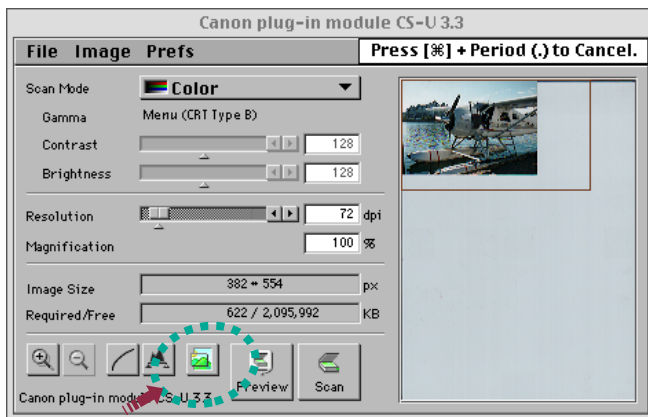 Canon plug-in module CS-U 3.3
File Image Prefs
Press [⌘] + Period (.) to Cancel.
Scan Mode Color
Gamma Menu (CRT Type B)
Contrast 128
Brightness 128
Resolution 72 dpi
Magnification 100 %
Image Size 382 ↔ 554 px
Required/Free 622 / 2,095,992 KB
Preview Scan
Canon plug-in module CS-U 3.3